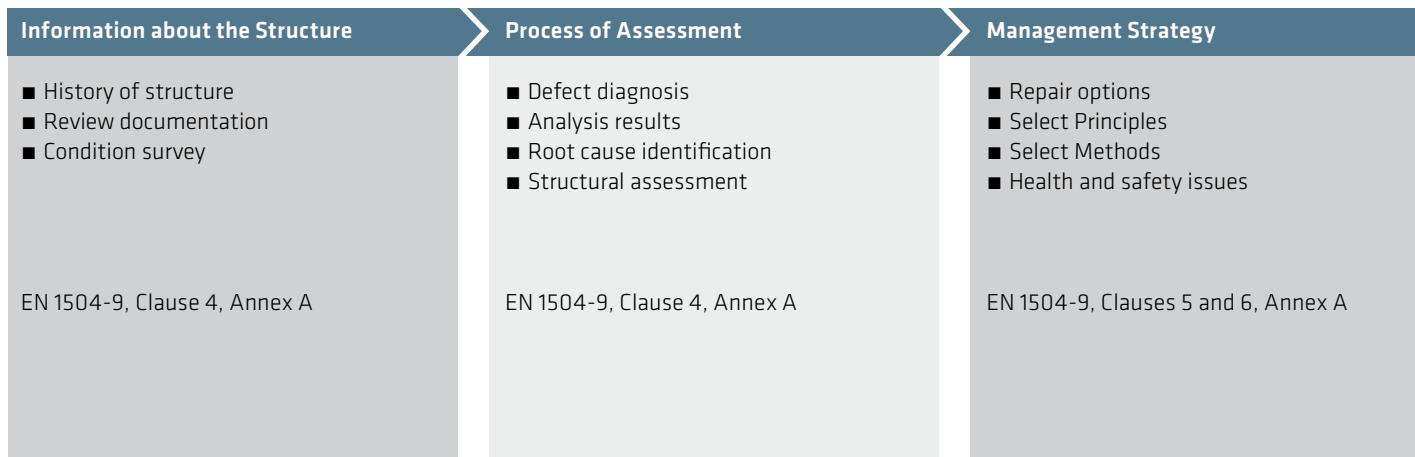 Information about the Structure
■ History of structure
■ Review documentation
■ Condition survey
EN 1504-9, Clause 4, Annex A
Process of Assessment
■ Defect diagnosis
■ Analysis results
■ Root cause identification
■ Structural assessment
EN 1504-9, Clause 4, Annex A
Management Strategy
■ Repair options
■ Select Principles
■ Select Methods
■ Health and safety issues
EN 1504-9, Clauses 5 and 6, Annex A